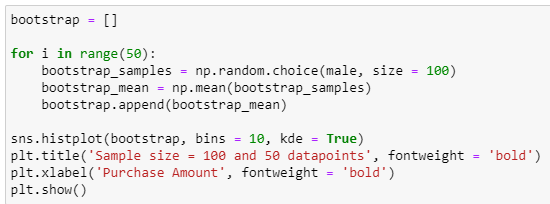 bootstrap = []

for i in range(50):
    bootstrap_samples = np.random.choice(male, size = 100)
    bootstrap_mean = np.mean(bootstrap_samples)
    bootstrap.append(bootstrap_mean)

sns.histplot(bootstrap, bins = 10, kde = True)
plt.title('Sample size = 100 and 50 datapoints', fontweight = 'bold')
plt.xlabel('Purchase Amount', fontweight = 'bold')
plt.show()